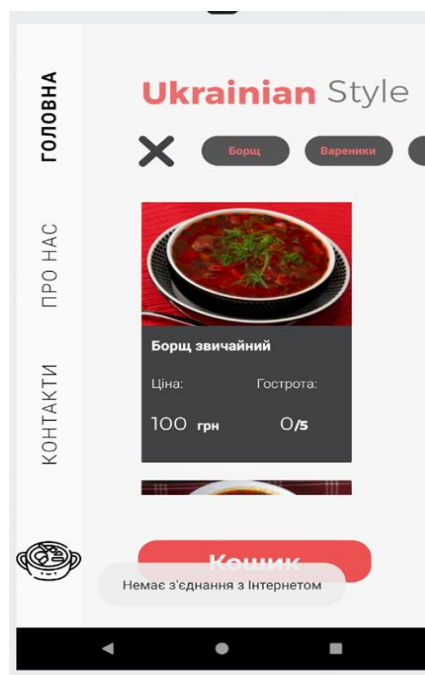 ГОЛОВНА
ПРО НАС
КОНТАКТИ
Ukrainian Style
Борщ Вареники
Борщ звичайний
Ціна: Гострота:
100 грн 0/5
Кошик
Немає з'єднання з Інтернетом